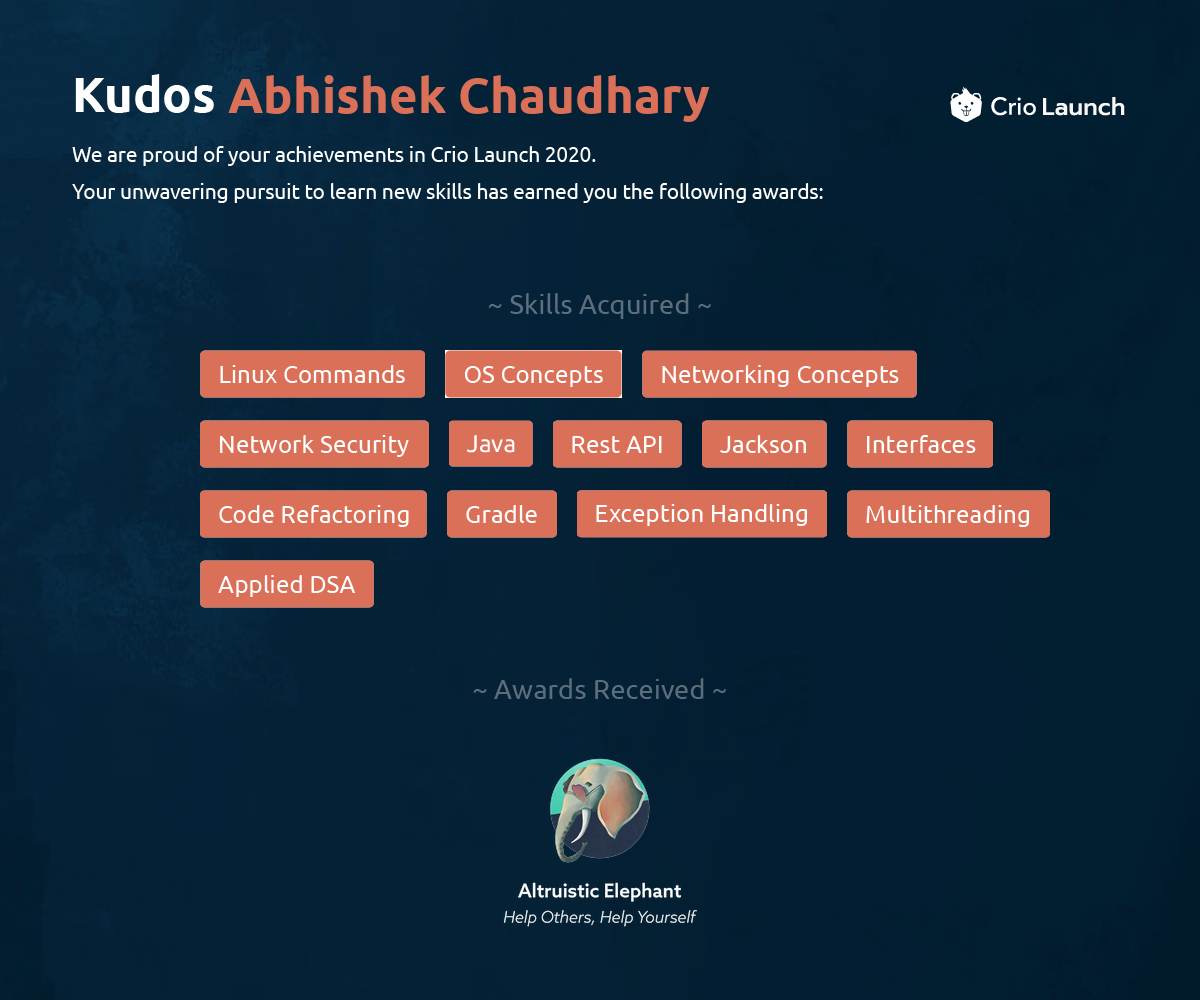 Kudos Abhishek Chaudhary
Crio Launch
We are proud of your achievements in Crio Launch 2020.
Your unwavering pursuit to learn new skills has earned you the following awards:
~ Skills Acquired ~
Linux Commands OS Concepts Networking Concepts
Network Security Java Rest API Jackson Interfaces
Code Refactoring Gradle Exception Handling Multithreading
Applied DSA
~ Awards Received ~
Altruistic Elephant
Help Others, Help Yourself